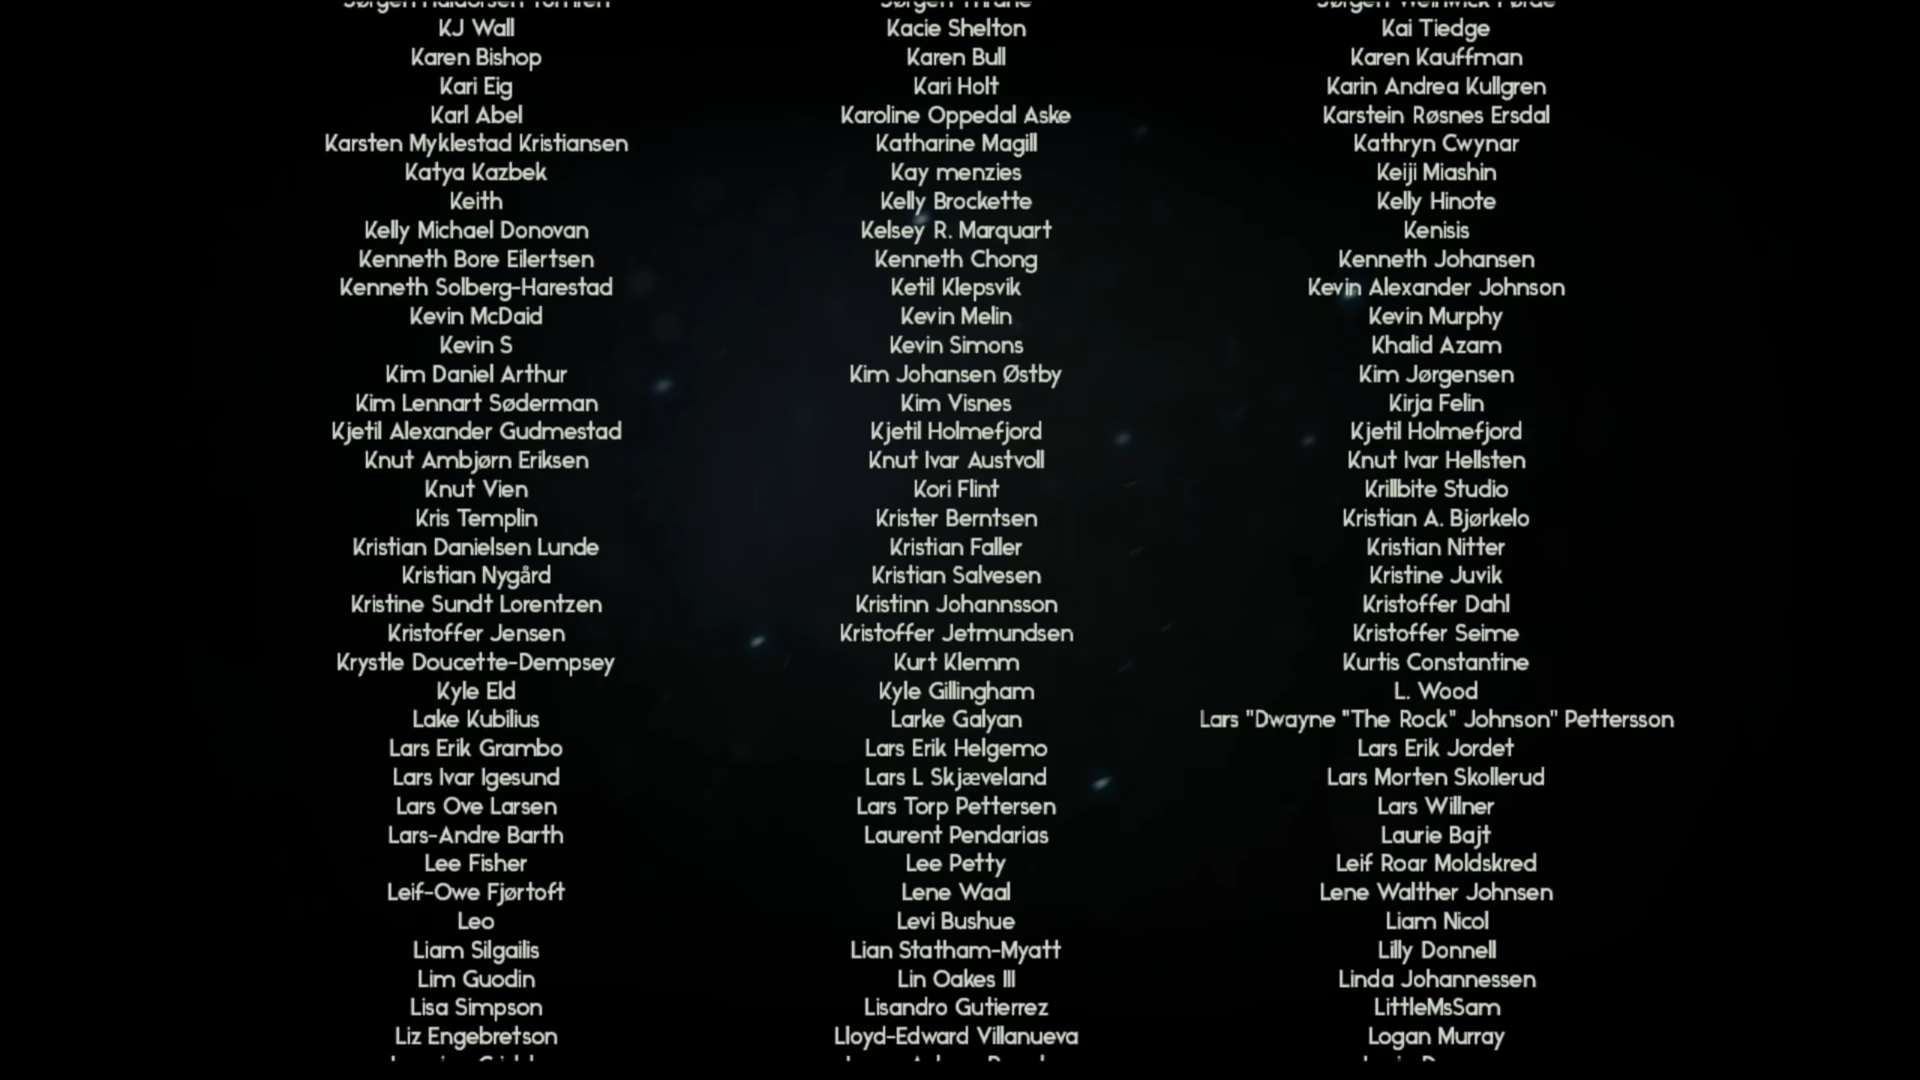 KJ Wall Kacie Shelton Kai Tiedge
Karen Bishop Karen Bull Karen Kauffman
Kari Eig Kari Holt Karin Andrea Kullgren
Karl Abel Karoline Oppedal Aske Karstein Røsnes Ersdal
Karsten Myklestad Kristiansen Katharine Magill Kathryn Cwynar
Katya Kazbek Kay menzies Keiji Miashin
Keith Kelly Brockette Kelly Hinote
Kelly Michael Donovan Kelsey R. Marquart Kenisis
Kenneth Bore Eilertsen Kenneth Chong Kenneth Johansen
Kenneth Solberg-Harestad Ketil Klepsvik Kevin Alexander Johnson
Kevin McDaid Kevin Melin Kevin Murphy
Kevin S Kevin Simons Khalid Azam
Kim Daniel Arthur Kim Johansen Østby Kim Jørgensen
Kim Lennart Søderman Kim Visnes Kirja Felin
Kjetil Alexander Gudmestad Kjetil Holmefjord Kjetil Holmefjord
Knut Ambjørn Eriksen Knut Ivar Austvoll Knut Ivar Hellsten
Knut Vien Kori Flint Krillbite Studio
Kris Templin Krister Berntsen Kristian A. Bjørkelo
Kristian Danielsen Lunde Kristian Faller Kristian Nitter
Kristian Nygård Kristian Salvesen Kristine Juvik
Kristine Sundt Lorentzen Kristinn Johannsson Kristoffer Dahl
Kristoffer Jensen Kristoffer Jetmundsen Kristoffer Seime
Krystle Doucette-Dempsey Kurt Klemm Kurtis Constantine
Kyle Eld Kyle Gillingham L. Wood
Lake Kubilius Larke Galyan Lars "Dwayne "The Rock" Johnson" Pettersson
Lars Erik Grambo Lars Erik Helgemo Lars Erik Jordet
Lars Ivar Igesund Lars L Skjæveland Lars Morten Skollerud
Lars Ove Larsen Lars Torp Pettersen Lars Willner
Lars-Andre Barth Laurent Pendarias Laurie Bajt
Lee Fisher Lee Petty Leif Roar Moldskred
Leif-Owe Fjørtoft Lene Waal Lene Walther Johnsen
Leo Levi Bushue Liam Nicol
Liam Silgailis Lian Statham-Myatt Lilly Donnell
Lim Guodin Lin Oakes III Linda Johannessen
Lisa Simpson Lisandro Gutierrez LittleMsSam
Liz Engebretson Lloyd-Edward Villanueva Logan Murray